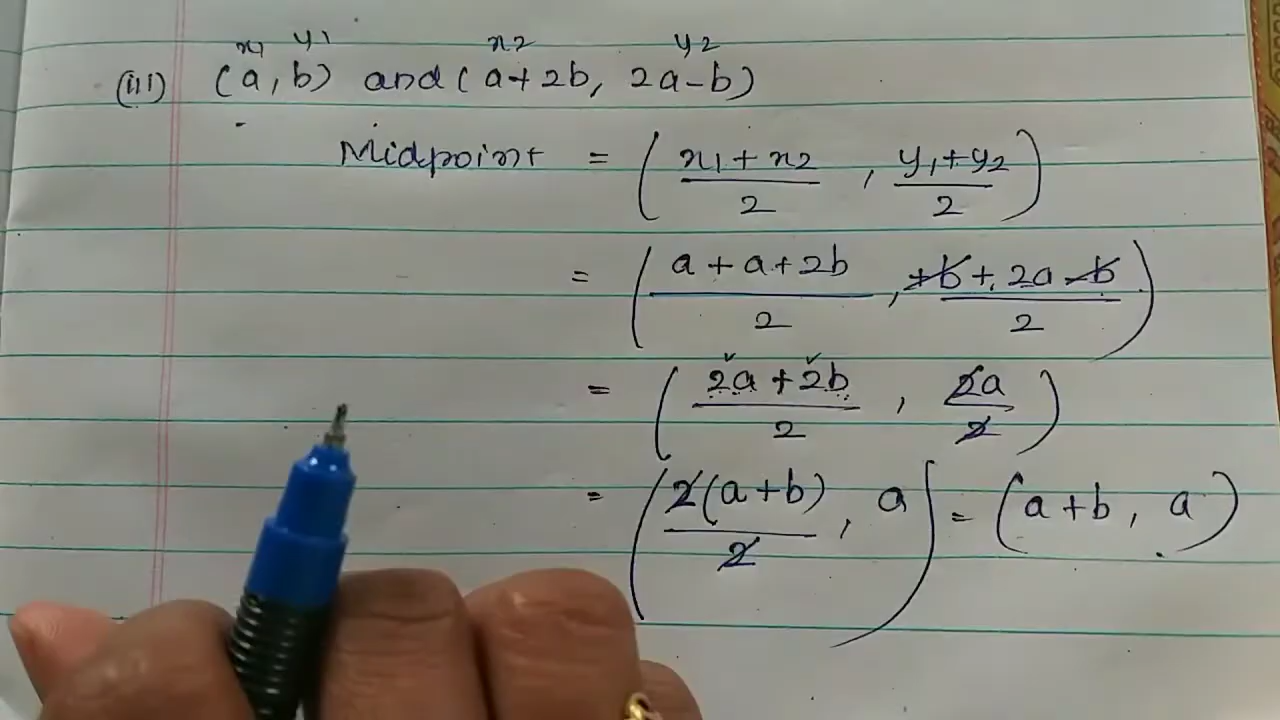 x1 y1 x2 y2
(iii) (a, b) and (a+2b, 2a-b)
Midpoint = ( x1 + x2 / 2 , y1 + y2 / 2 )
= ( a + a + 2b / 2 , +b + 2a - b / 2 )
= ( 2a + 2b / 2 , 2a / 2 )
= ( 2(a+b) / 2 , a ) = (a+b, a)